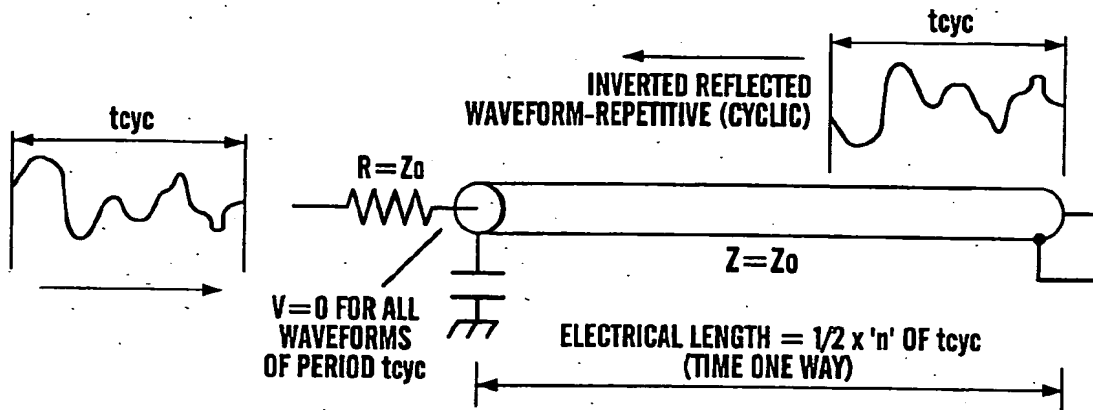 tcyc
INVERTED REFLECTED
WAVEFORM-REPETITIVE (CYCLIC)
tcyc
R=Zo
Z=Zo
V=0 FOR ALL
WAVEFORMS
OF PERIOD tcyc
ELECTRICAL LENGTH = 1/2 x 'n' OF tcyc
(TIME ONE WAY)